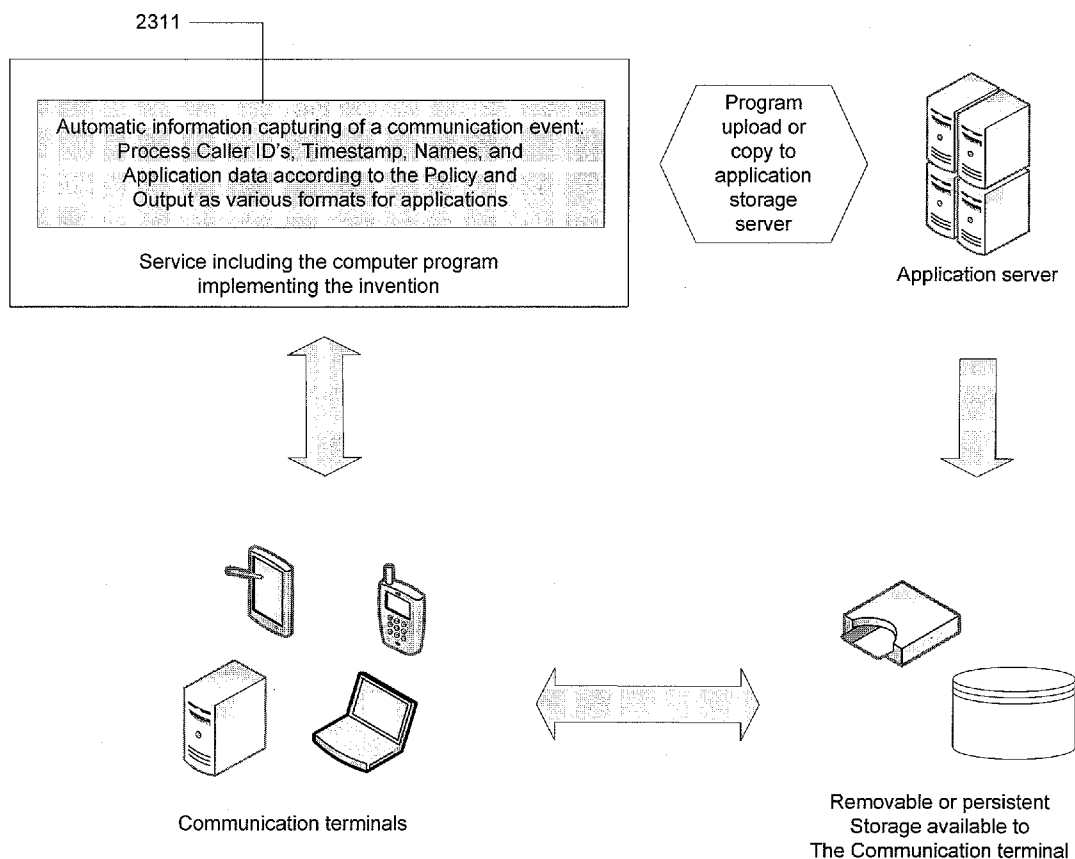 2311
Automatic information capturing of a communication event:
Process Caller ID's, Timestamp, Names, and
Application data according to the Policy and
Output as various formats for applications
Service including the computer program
implementing the invention
Program
upload or
copy to
application
storage
server
Application server
Communication terminals
Removable or persistent
Storage available to
The Communication terminal